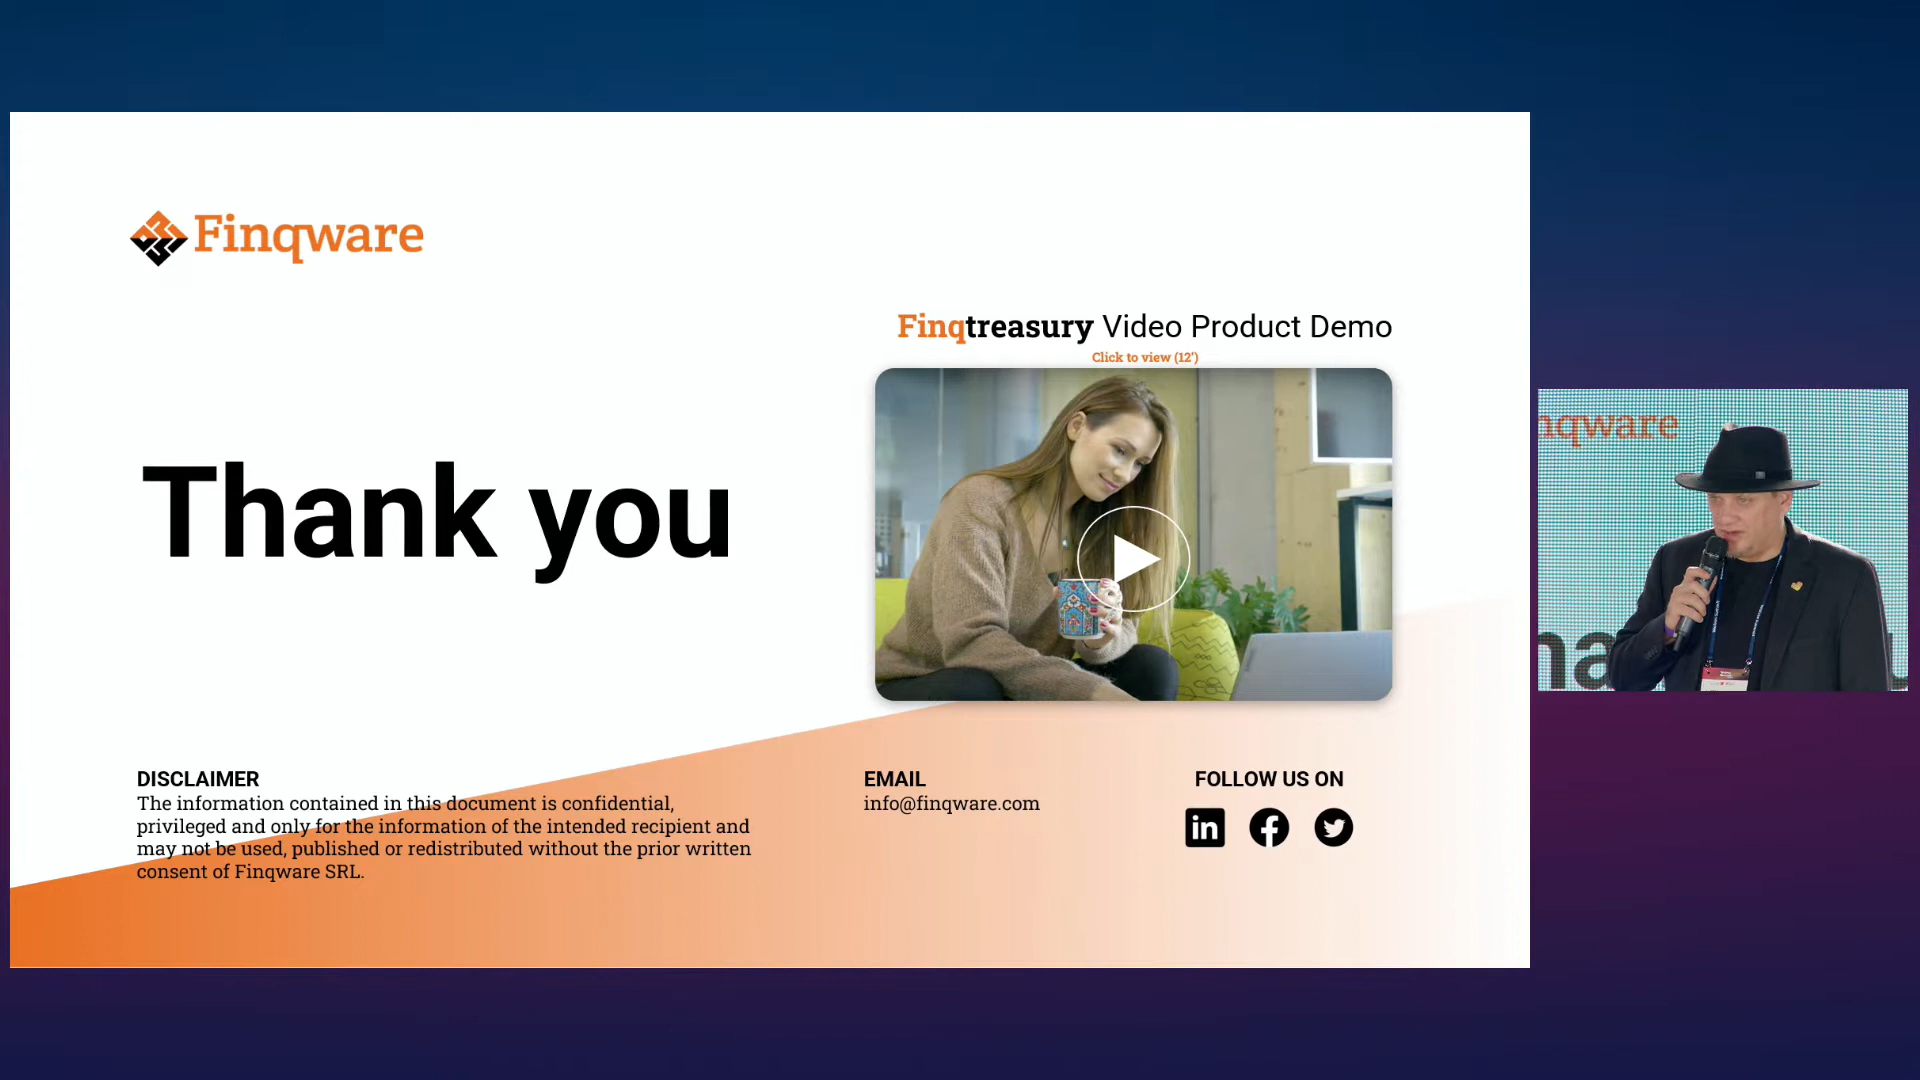 Finqware
Finqtreasury Video Product Demo
Click to view (12')
Thank you
DISCLAIMER
The information contained in this document is confidential,
privileged and only for the information of the intended recipient and
may not be used, published or redistributed without the prior written
consent of Finqware SRL.
EMAIL
info@finqware.com
FOLLOW US ON
in
nqware
ha
u